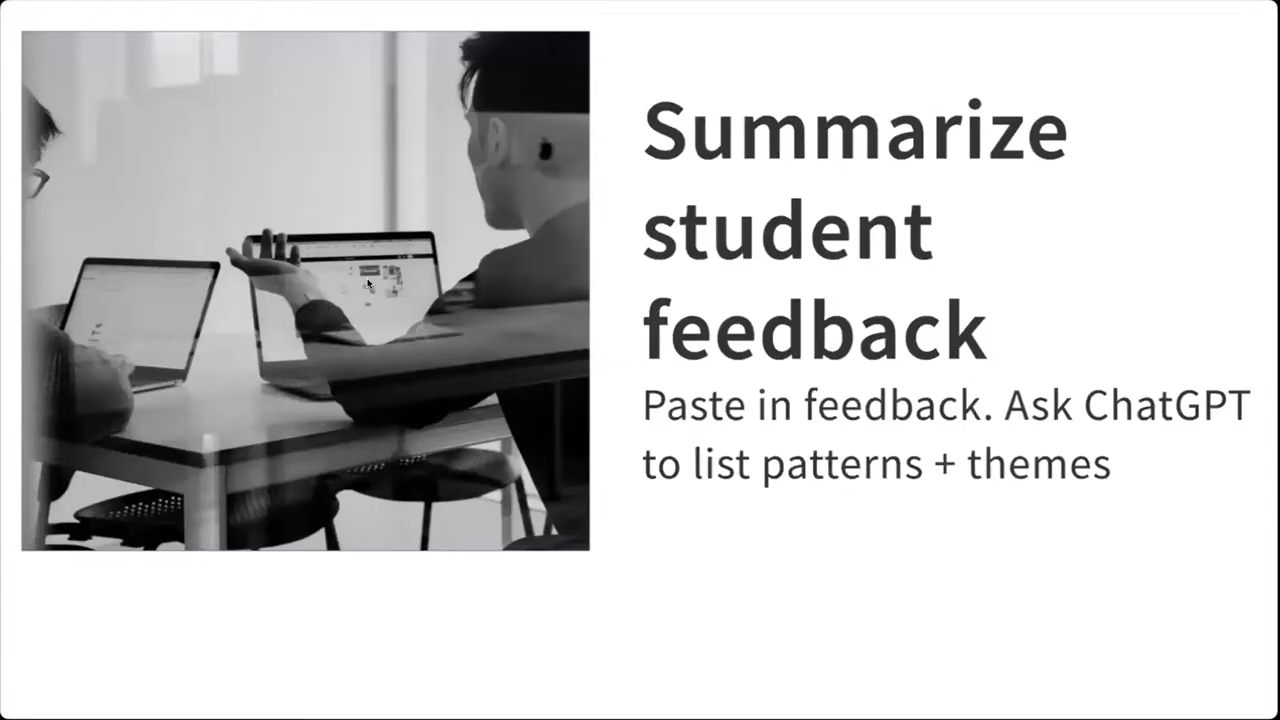 Summarize
student
feedback
Paste in feedback. Ask ChatGPT
to list patterns + themes